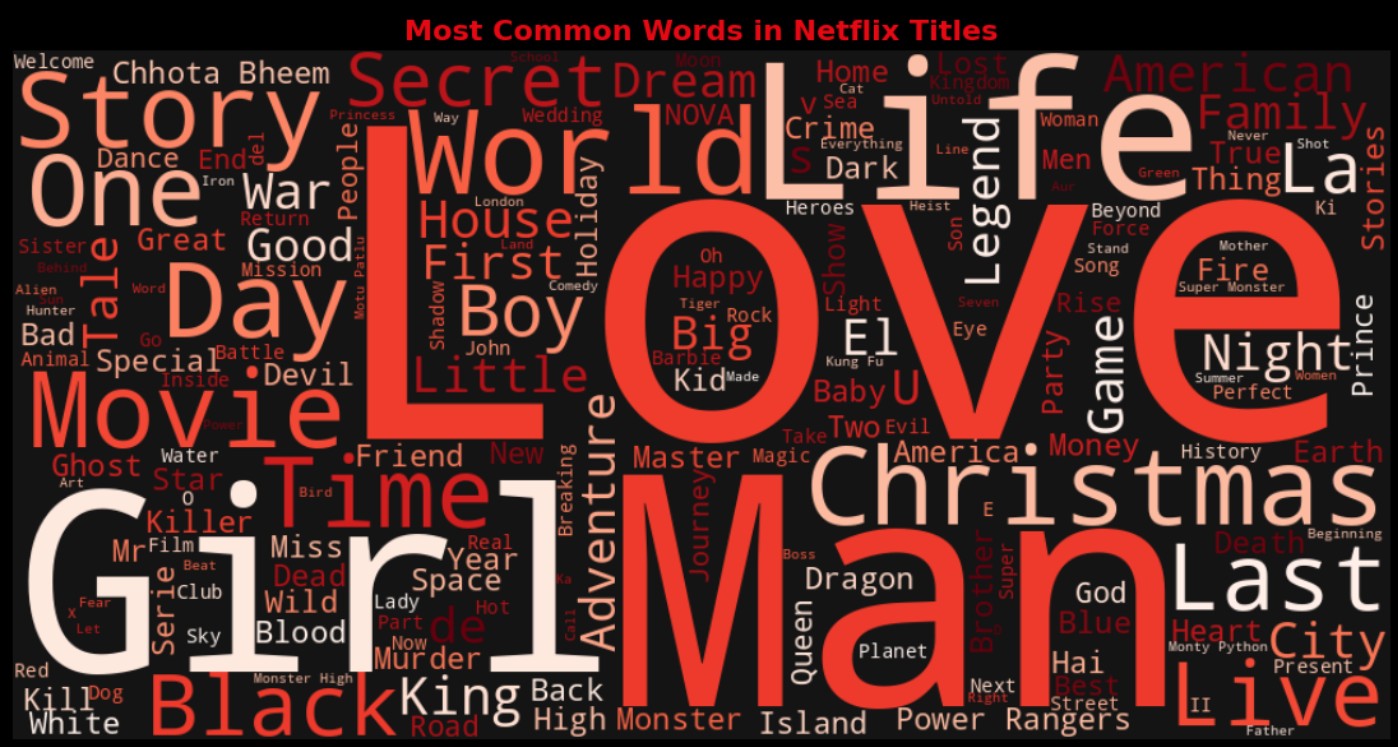 Most Common Words in Netflix Titles
Welcome
Story
Chhota Bheem
Secret
School
Dream
Moon
Life
Home
Cat
Lost
Kingdom
Untold
American
Family
Princess
Way
Wedding
NOVA
V
Sea
Crime
Everything
S
Dark
Line
Legend
Woman
Men
Aur
Never
True
Thing
Green
Shot
La
Ki
Stories
One
Dance
End
del
Iron
War
Return
People
World
London
House
Holiday
Land
First
Good
Great
Sister
Behind
Tale
Mission
Day
Word
Alien
Sun
Hunter
Bad
Animal
Go
Special
Battle
Inside
Devil
Motu Patlu
Shadow
Boy
Comedy
John
Little
Love
Heroes
Heist
Son
Beyond
Force
Stand
Song
Show
Oh
Happy
Tiger
Rock
Big
Barbie
Kid
Made
Light
El
Kung Fu
Seven
Eye
Rise
Party
Game
Mother
Fire
Super Monster
Night
Summer
Women
Perfect
Prince
Baby
U
Take
Two
Evil
Movie
Power
Ghost
Art
Water
Star
O
Killer
Time
Bird
Friend
New
Breaking
Adventure
Master
Magic
Journey
America
Money
History
Earth
Christmas
E
Girl
Mr
Film
Beat
Serie
Club
Sky
Fear
X
Let
Miss
Dead
Wild
Blood
Lady
Part
Now
Murder
de
Hot
Real
Year
Space
Ka
Call
Man
Boss
Dragon
Queen
Planet
Brother
Super
God
Blue
Hai
Best
Street
Next
Right
Death
Beginning
Last
Heart
City
Monty Python
Present
Live
II
Father
Red
Kill
Dog
White
Black
Monster High
King
Road
Back
High
Monster
Island
Power Rangers